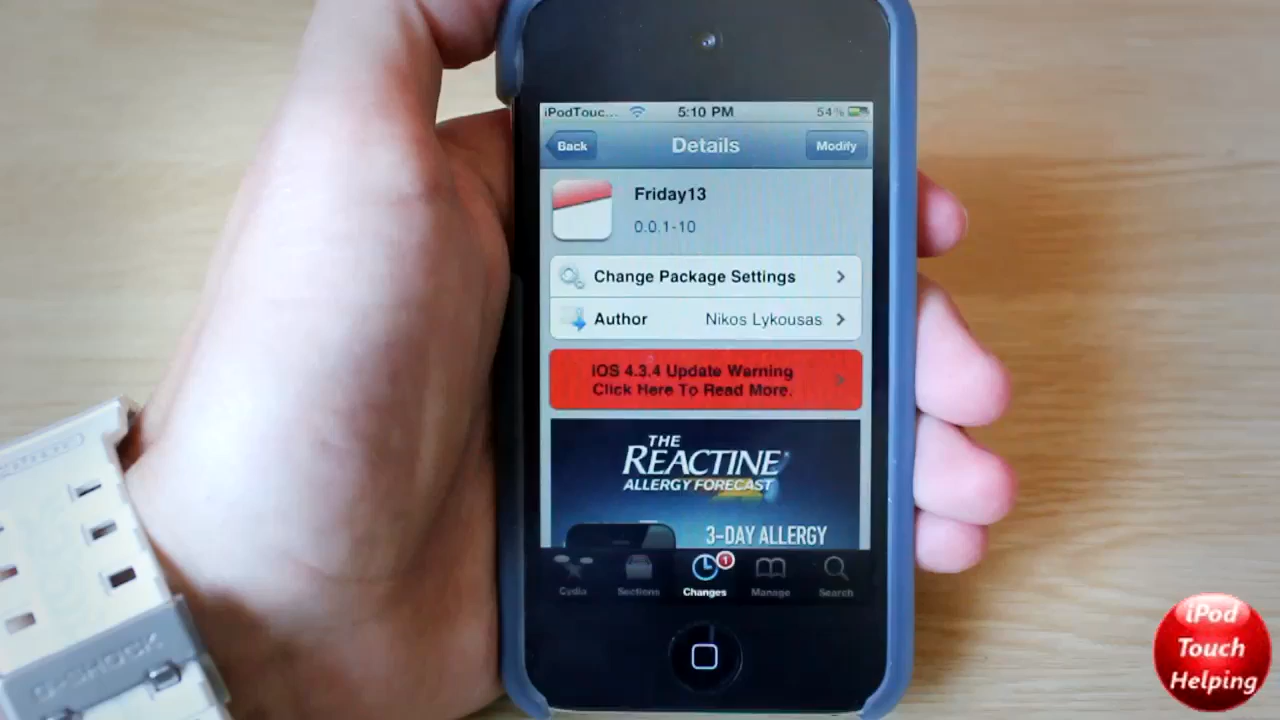 iPodTouc... 5:10 PM 54%
Back Details Modify
Friday13
0.0.1-10
Change Package Settings
Author Nikos Lykousas
iOS 4.3.4 Update Warning
Click Here To Read More.
THE
REACTINE
ALLERGY FORECAST
3-DAY ALLERGY
Cydia Sections Changes 1 Manage Search
G-SHOCK
iPod
Touch
Helping